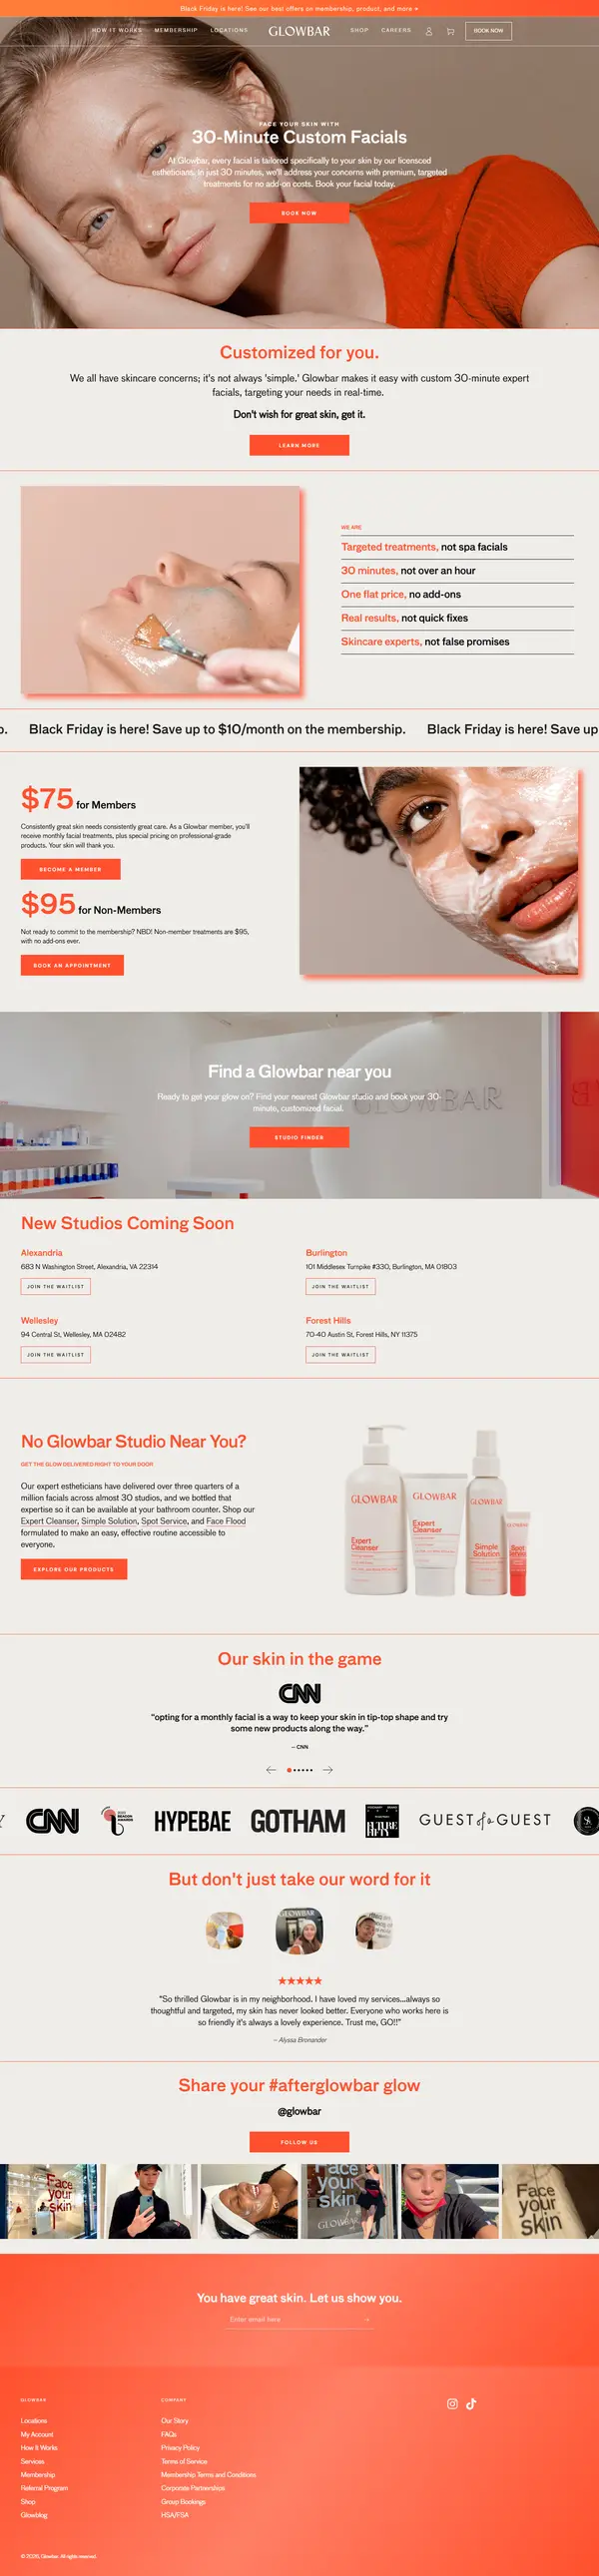 Black Friday is here! See our best offers on membership, product, and more »
HOW IT WORKS MEMBERSHIP LOCATIONS GLOWBAR SHOP CAREERS BOOK NOW
FACE YOUR SKIN WITH
30-Minute Custom Facials
At Glowbar, every facial is tailored specifically to your skin by our licensced
estheticians. In just 30 minutes, we'll address your concerns with premium, targeted
treatments for no add-on costs. Book your facial today.
BOOK NOW
Customized for you.
We all have skincare concerns; it's not always 'simple.' Glowbar makes it easy with custom 30-minute expert
facials, targeting your needs in real-time.
Don't wish for great skin, get it.
LEARN MORE
WE ARE
Targeted treatments, not spa facials
30 minutes, not over an hour
One flat price, no add-ons
Real results, not quick fixes
Skincare experts, not false promises
p. Black Friday is here! Save up to $10/month on the membership. Black Friday is here! Save up
$75 for Members
Consistently great skin needs consistently great care. As a Glowbar member, you'll
receive monthly facial treatments, plus special pricing on professional-grade
products. Your skin will thank you.
BECOME A MEMBER
$95 for Non-Members
Not ready to commit to the membership? NBD! Non-member treatments are $95,
with no add-ons ever.
BOOK AN APPOINTMENT
Find a Glowbar near you
Ready to get your glow on? Find your nearest Glowbar studio and book your 30-
minute, customized facial.
GLOWBAR
STUDIO FINDER
New Studios Coming Soon
Alexandria
683 N Washington Street, Alexandria, VA 22314
JOIN THE WAITLIST
Burlington
101 Middlesex Turnpike #330, Burlington, MA 01803
JOIN THE WAITLIST
Wellesley
94 Central St, Wellesley, MA 02482
JOIN THE WAITLIST
Forest Hills
70-40 Austin St, Forest Hills, NY 11375
JOIN THE WAITLIST
No Glowbar Studio Near You?
GET THE GLOW DELIVERED RIGHT TO YOUR DOOR
Our expert estheticians have delivered over three quarters of a
million facials across almost 30 studios, and we bottled that
expertise so it can be available at your bathroom counter. Shop our
Expert Cleanser, Simple Solution, Spot Service, and Face Flood
formulated to make an easy, effective routine accessible to
everyone.
EXPLORE OUR PRODUCTS
GLOWBAR
Expert
Cleanser
GLOWBAR
Expert
Cleanser
GLOWBAR
Simple
Solution
GLOWBAR
Spot
Service
Our skin in the game
CNN
"opting for a monthly facial is a way to keep your skin in tip-top shape and try
some new products along the way."
– CNN
CNN
HYPEBAE
GOTHAM
FUTURE
FIFTY
GUEST of a GUEST
But don't just take our word for it
GLOWBAR
"So thrilled Glowbar is in my neighborhood. I have loved my services...always so
thoughtful and targeted, my skin has never looked better. Everyone who works here is
so friendly it's always a lovely experience. Trust me, GO!!"
– Alyssa Bronander
Share your #afterglowbar glow
@glowbar
FOLLOW US
Face
your
skin
Face
your
skin
GLOWBAR
Face
your
skin
You have great skin. Let us show you.
Enter email here
GLOWBAR
Locations
My Account
How It Works
Services
Membership
Referral Program
Shop
Glowblog
COMPANY
Our Story
FAQs
Privacy Policy
Terms of Service
Membership Terms and Conditions
Corporate Partnerships
Group Bookings
HSA/FSA